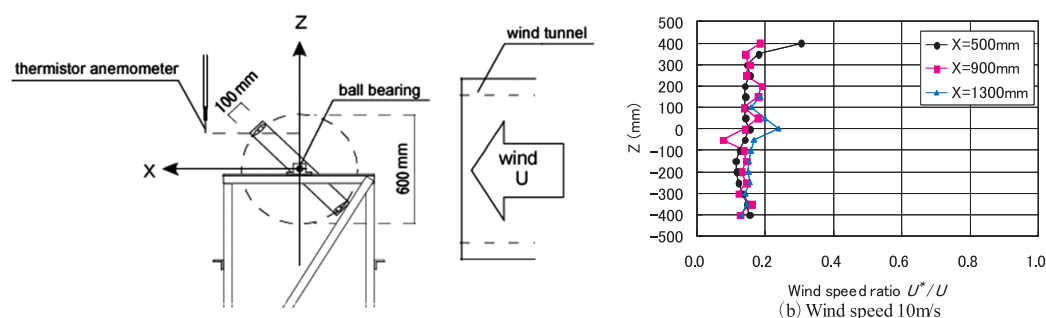 Z
wind tunnel
thermistor anemometer
100 mm
ball bearing
X
600 mm
wind
U
Z (mm)
500
400
300
200
100
0
−100
−200
−300
−400
−500
0.0 0.2 0.4 0.6 0.8 1.0
X=500mm
X=900mm
X=1300mm
Wind speed ratio U*/U
(b) Wind speed 10m/s